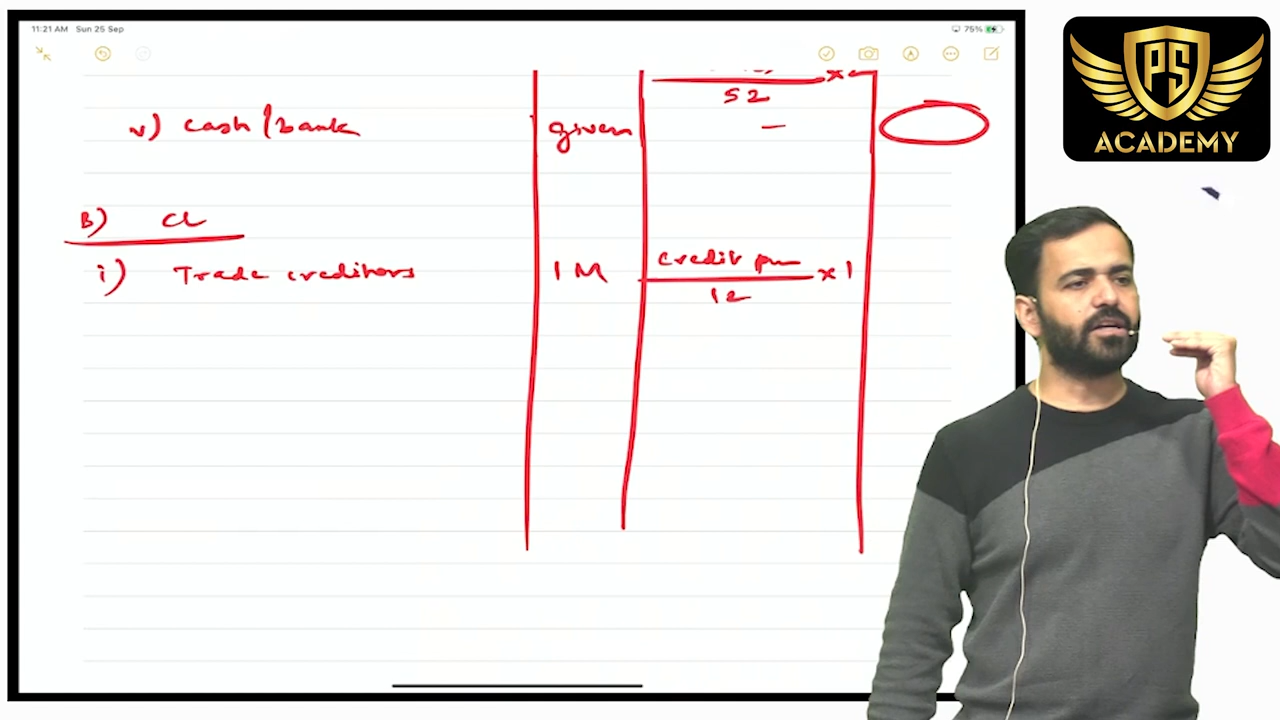 11:21 AM Sun 25 Sep
75%
52
v) cash/bank given —
B) CL
i) Trade creditors 1 M credit pur x 1
12
PS
ACADEMY